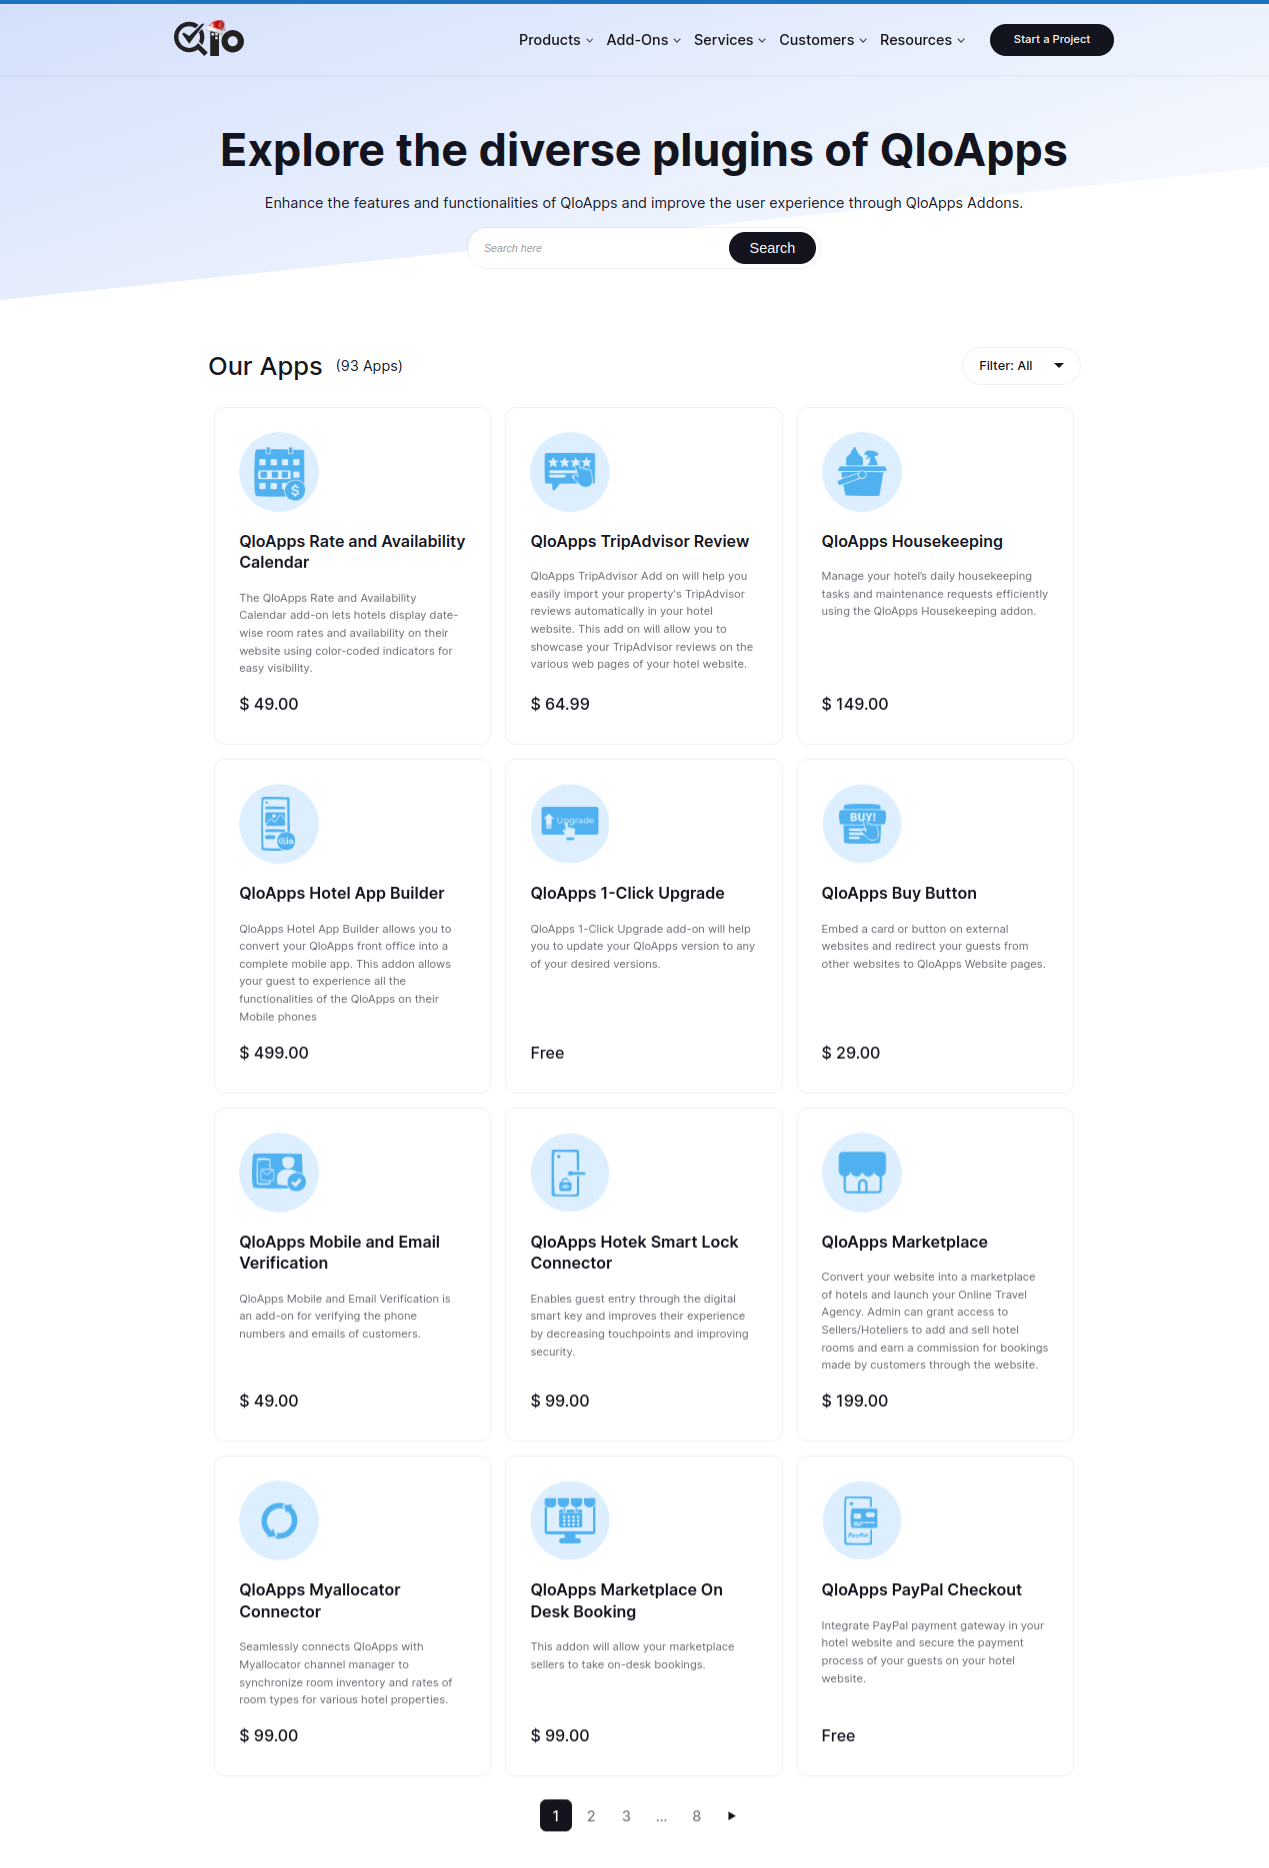 Qlo
Products Add-Ons Services Customers Resources Start a Project
Explore the diverse plugins of QloApps
Enhance the features and functionalities of QloApps and improve the user experience through QloApps Addons.
Search here Search
Our Apps (93 Apps) Filter: All
QloApps Rate and Availability
Calendar
The QloApps Rate and Availability
Calendar add-on lets hotels display date-
wise room rates and availability on their
website using color-coded indicators for
easy visibility.
$ 49.00
QloApps TripAdvisor Review
QloApps TripAdvisor Add on will help you
easily import your property's TripAdvisor
reviews automatically in your hotel
website. This add on will allow you to
showcase your TripAdvisor reviews on the
various web pages of your hotel website.
$ 64.99
QloApps Housekeeping
Manage your hotel's daily housekeeping
tasks and maintenance requests efficiently
using the QloApps Housekeeping addon.
$ 149.00
Qlo
QloApps Hotel App Builder
QloApps Hotel App Builder allows you to
convert your QloApps front office into a
complete mobile app. This addon allows
your guest to experience all the
functionalities of the QloApps on their
Mobile phones
$ 499.00
Upgrade
QloApps 1-Click Upgrade
QloApps 1-Click Upgrade add-on will help
you to update your QloApps version to any
of your desired versions.
Free
BUY!
QloApps Buy Button
Embed a card or button on external
websites and redirect your guests from
other websites to QloApps Website pages.
$ 29.00
QloApps Mobile and Email
Verification
QloApps Mobile and Email Verification is
an add-on for verifying the phone
numbers and emails of customers.
$ 49.00
QloApps Hotek Smart Lock
Connector
Enables guest entry through the digital
smart key and improves their experience
by decreasing touchpoints and improving
security.
$ 99.00
QloApps Marketplace
Convert your website into a marketplace
of hotels and launch your Online Travel
Agency. Admin can grant access to
Sellers/Hoteliers to add and sell hotel
rooms and earn a commission for bookings
made by customers through the website.
$ 199.00
QloApps Myallocator
Connector
Seamlessly connects QloApps with
Myallocator channel manager to
synchronize room inventory and rates of
room types for various hotel properties.
$ 99.00
QloApps Marketplace On
Desk Booking
This addon will allow your marketplace
sellers to take on-desk bookings.
$ 99.00
PayPal
QloApps PayPal Checkout
Integrate PayPal payment gateway in your
hotel website and secure the payment
process of your guests on your hotel
website.
Free
1 2 3 ... 8